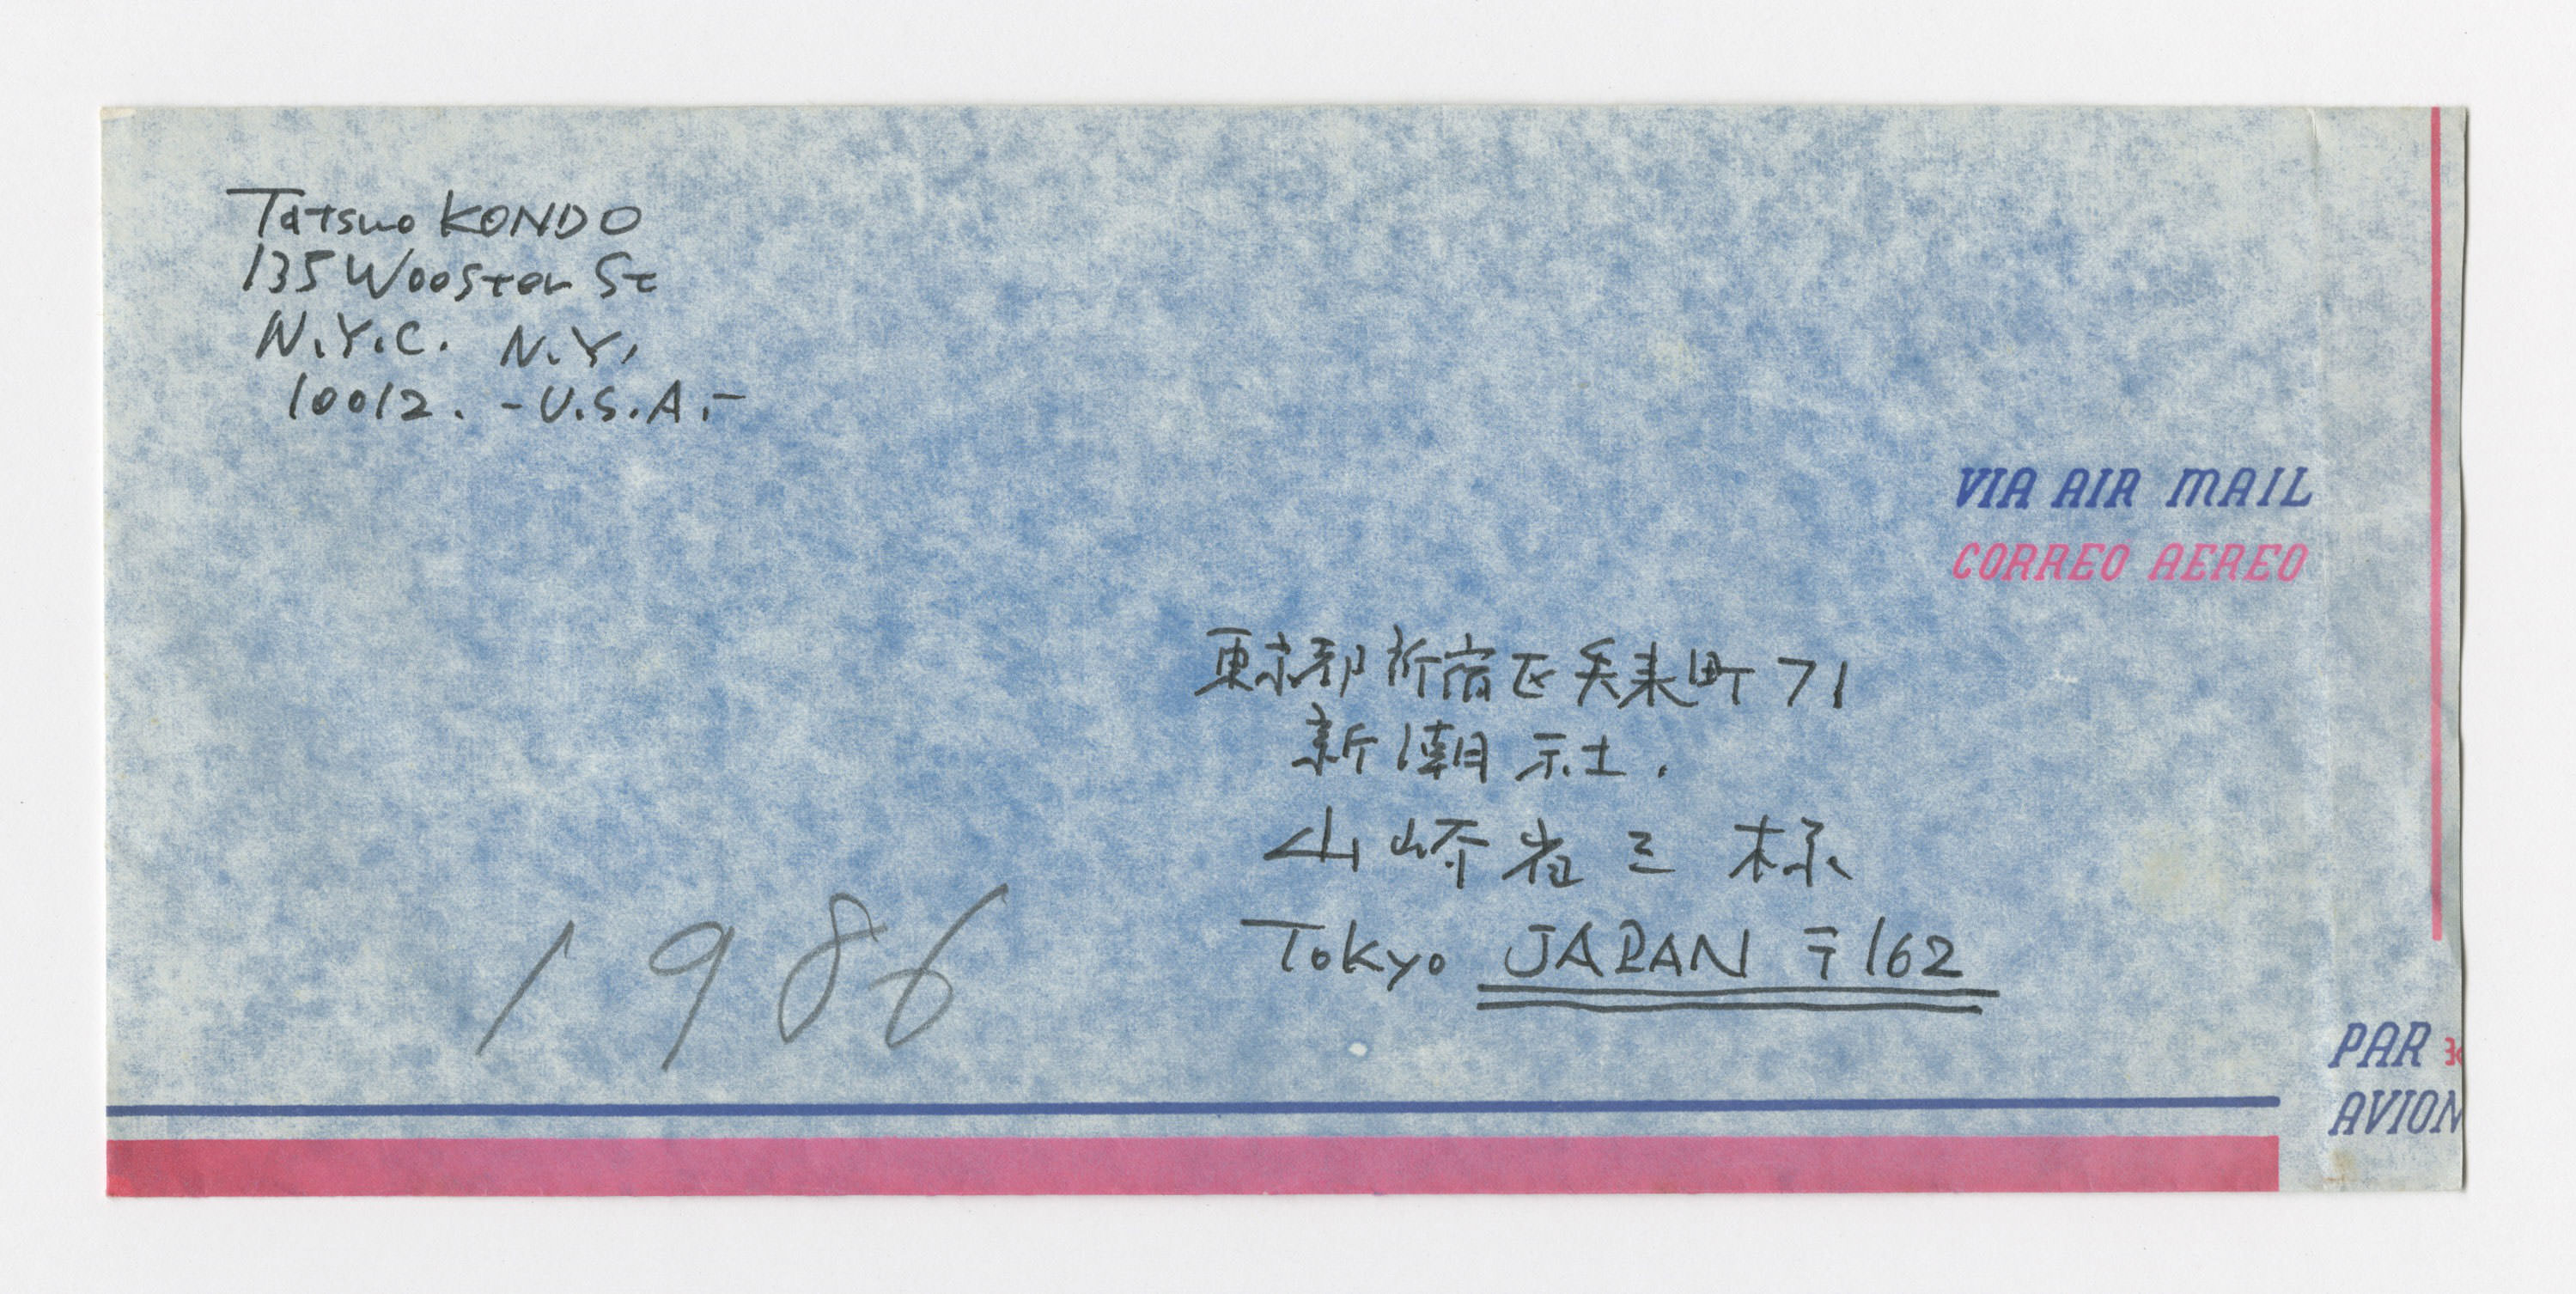 Tatsuo KONDO
135 Wooster St
N.Y.C. N.Y,
10012. -U.S.A.-
VIA AIR MAIL
CORREO AEREO
東京都新宿区矢来町71
新潮社.
山崎省三 様
Tokyo JAPAN 〒162
1986
PAR
AVION